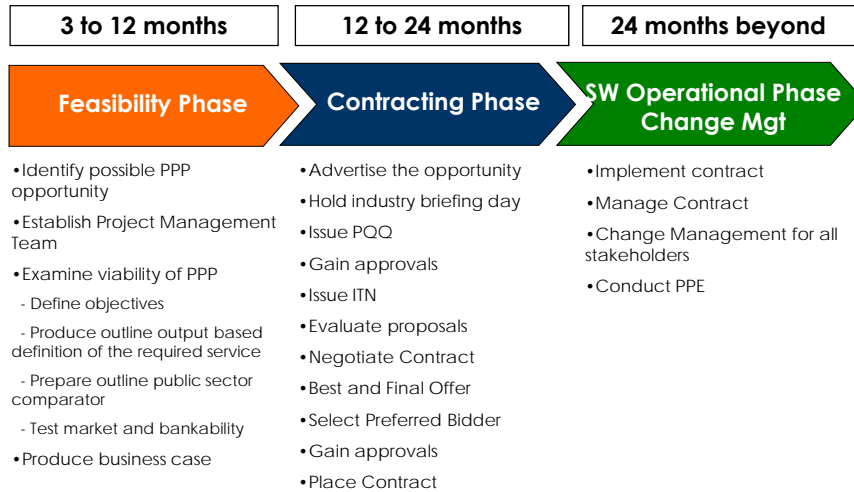 3 to 12 months
12 to 24 months
24 months beyond
Feasibility Phase
Contracting Phase
SW Operational Phase
Change Mgt
•Identify possible PPP
opportunity
•Establish Project Management
Team
•Examine viability of PPP
- Define objectives
- Produce outline output based
definition of the required service
- Prepare outline public sector
comparator
- Test market and bankability
•Produce business case
•Advertise the opportunity
•Hold industry briefing day
•Issue PQQ
•Gain approvals
•Issue ITN
•Evaluate proposals
•Negotiate Contract
•Best and Final Offer
•Select Preferred Bidder
•Gain approvals
•Place Contract
•Implement contract
•Manage Contract
•Change Management for all
stakeholders
•Conduct PPE